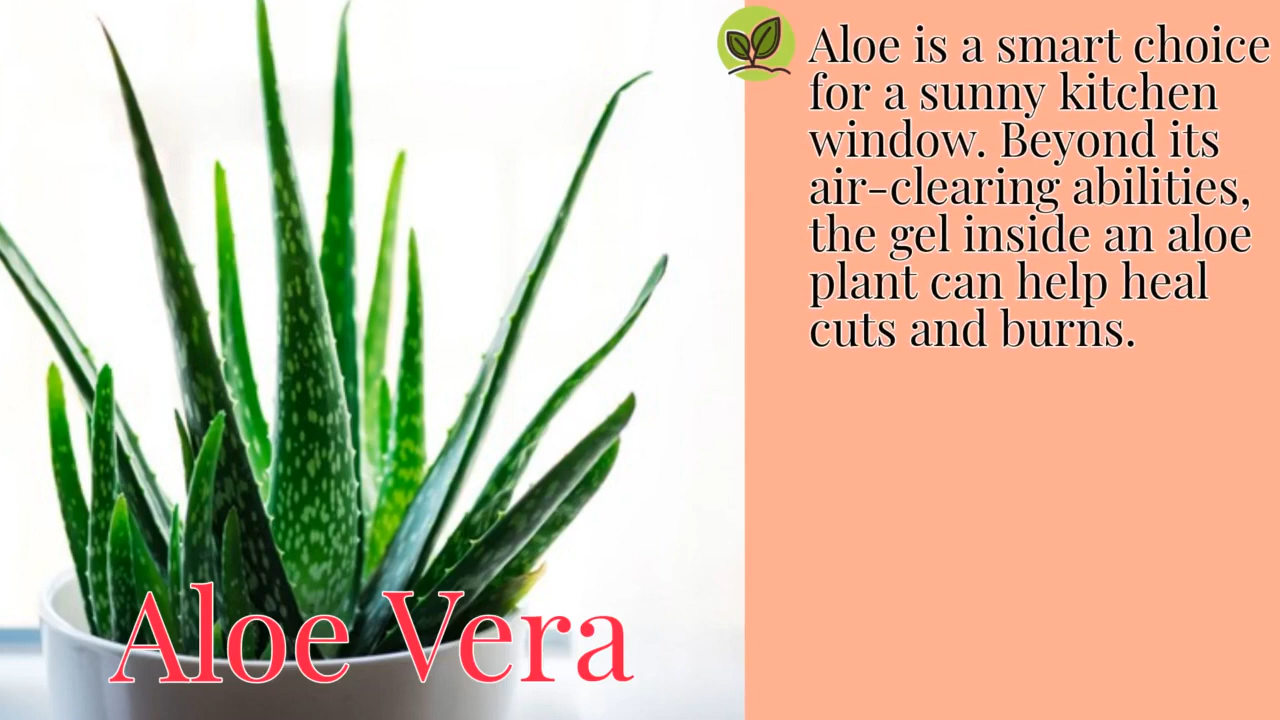 Aloe is a smart choice
for a sunny kitchen
window. Beyond its
air-clearing abilities,
the gel inside an aloe
plant can help heal
cuts and burns.
Aloe Vera